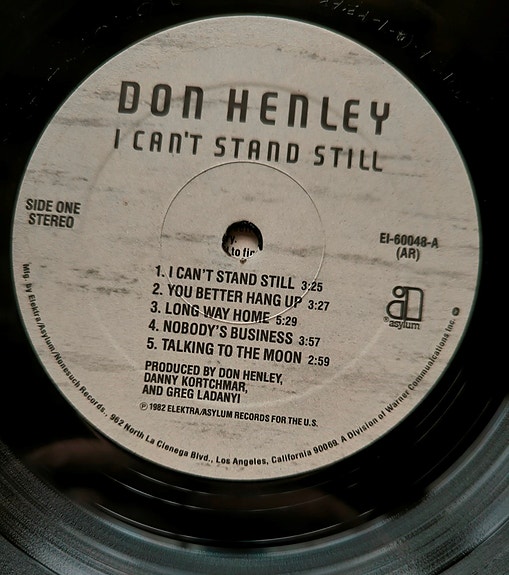 DON HENLEY
I CAN'T STAND STILL
SIDE ONE
STEREO
EI-60048-A
(AR)
to
1. I CAN'T STAND STILL 3:25
2. YOU BETTER HANG UP 3:27
3. LONG WAY HOME 5:29
4. NOBODY'S BUSINESS 3:57
5. TALKING TO THE MOON 2:59
asylum
PRODUCED BY DON HENLEY,
DANNY KORTCHMAR,
AND GREG LADANYI
℗ 1982 ELEKTRA/ASYLUM RECORDS FOR THE U.S.
Mfg. by Elektra/Asylum/Nonesuch Records, 962 North La Cienega Blvd., Los Angeles, California 90069. A Division of Warner Communications Inc